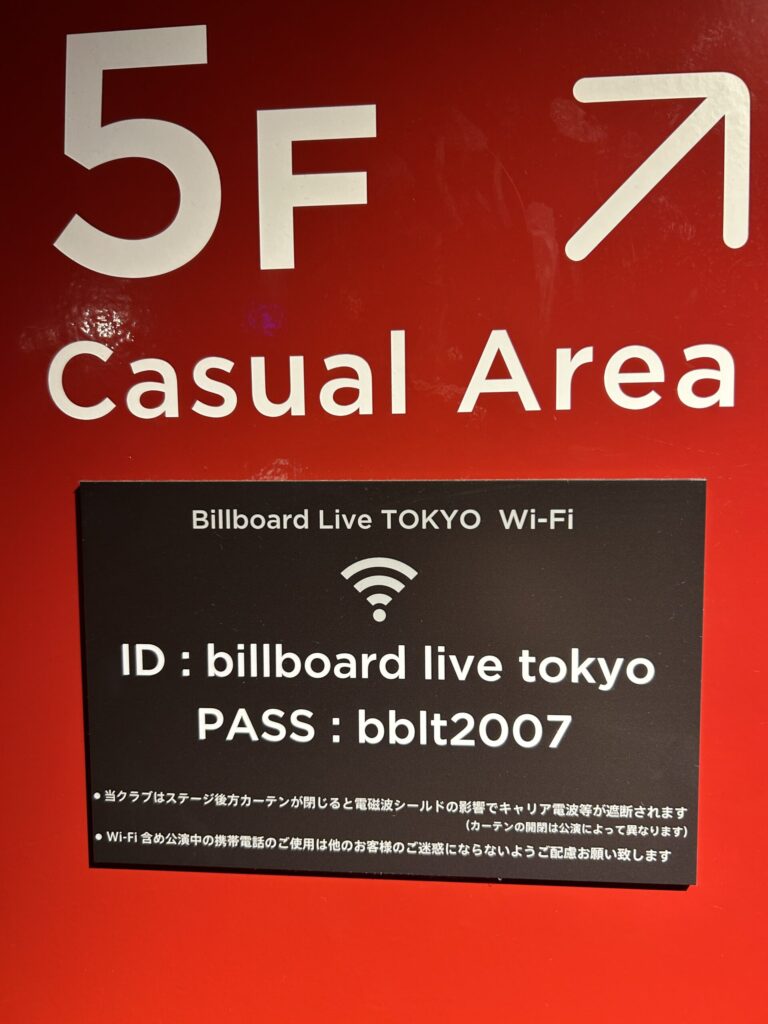 5F
Casual Area
Billboard Live TOKYO Wi-Fi
ID : billboard live tokyo
PASS : bblt2007
● 当クラブはステージ後方カーテンが閉じると電磁波シールドの影響でキャリア電波等が遮断されます
(カーテンの開閉は公演によって異なります)
● Wi-Fi 含め公演中の携帯電話のご使用は他のお客様のご迷惑にならないようご配慮お願い致します